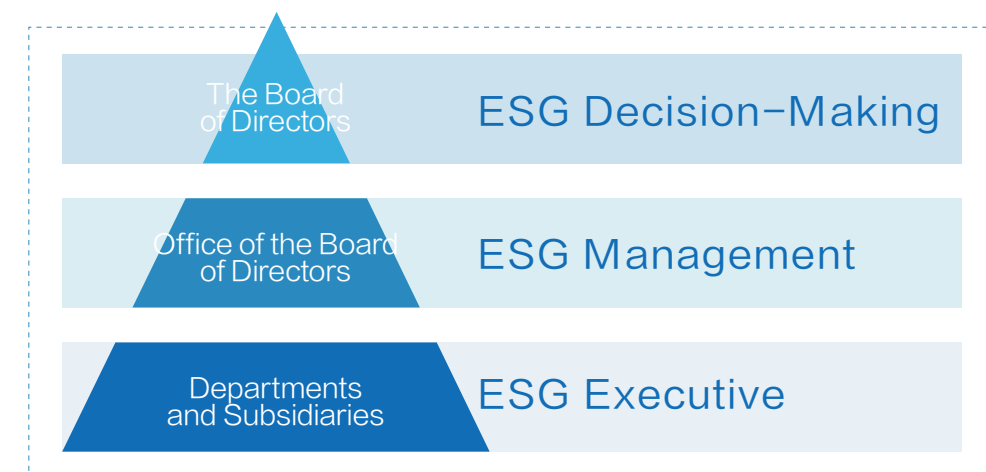 The Board
of Directors
ESG Decision-Making
Office of the Board
of Directors
ESG Management
Departments
and Subsidiaries
ESG Executive